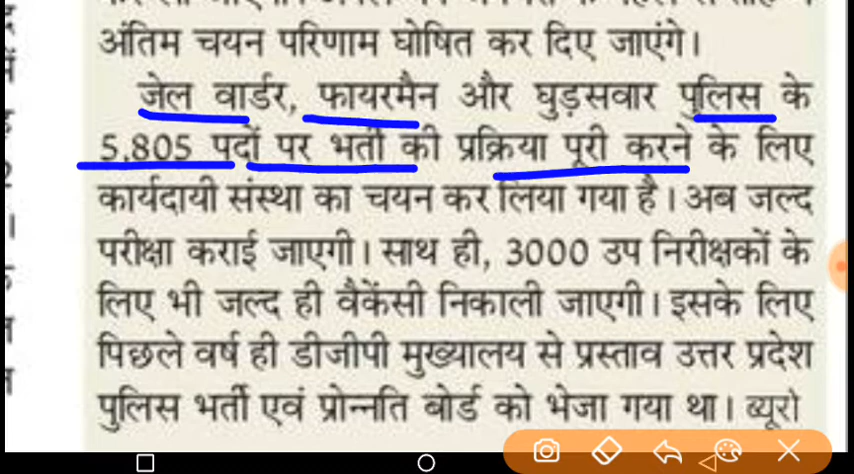 अंतिम चयन परिणाम घोषित कर दिए जाएंगे।
जेल वार्डर, फायरमैन और घुड़सवार पुलिस के
5,805 पदों पर भर्ती की प्रक्रिया पूरी करने के लिए
कार्यदायी संस्था का चयन कर लिया गया है। अब जल्द
परीक्षा कराई जाएगी। साथ ही, 3000 उप निरीक्षकों के
लिए भी जल्द ही वैकेंसी निकाली जाएगी। इसके लिए
पिछले वर्ष ही डीजीपी मुख्यालय से प्रस्ताव उत्तर प्रदेश
पुलिस भर्ती एवं प्रोन्नति बोर्ड को भेजा गया था। ब्यूरो